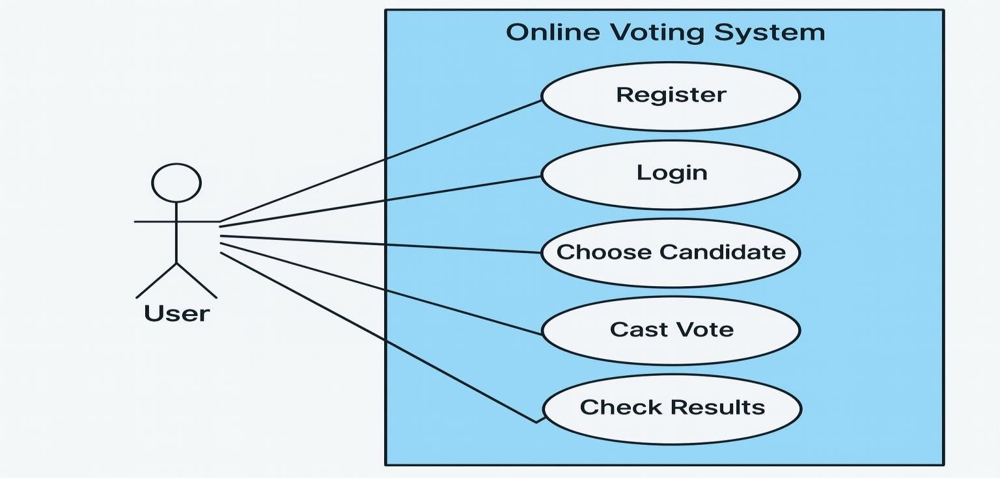 Online Voting System
Register
Login
Choose Candidate
Cast Vote
Check Results
User